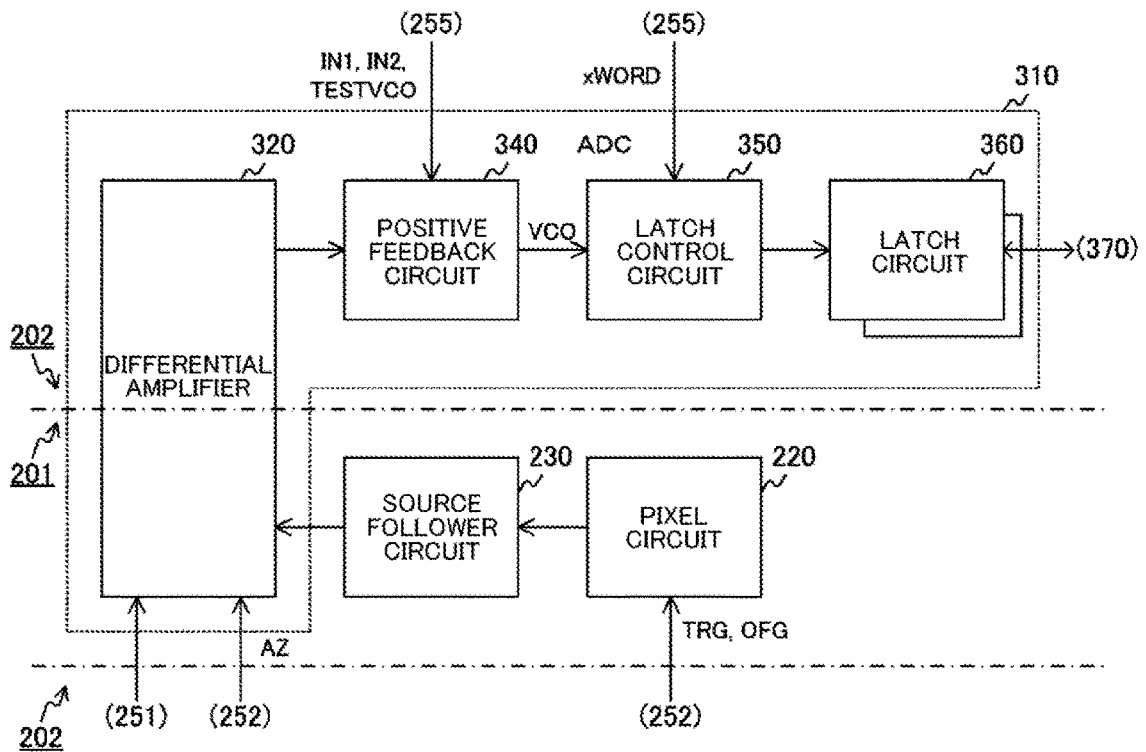 (255)
(255)
IN1, IN2,
TESTVCO
xWORD
310
320
340
ADC
350
360
POSITIVE
FEEDBACK
CIRCUIT
VCO
LATCH
CONTROL
CIRCUIT
LATCH
CIRCUIT
(370)
202
DIFFERENTIAL
AMPLIFIER
201
230
220
SOURCE
FOLLOWER
CIRCUIT
PIXEL
CIRCUIT
AZ
TRG, OFG
202
(251)
(252)
(252)